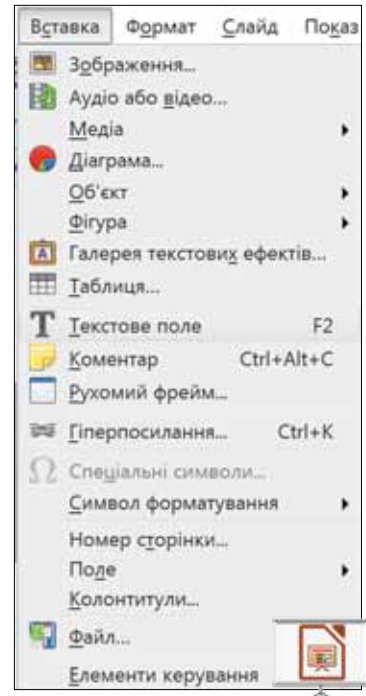 Вставка Формат Слайд Показ
Зображення...
Аудіо або відео...
Медіа
Діаграма...
Об'єкт
Фігура
Галерея текстових ефектів...
Таблиця...
Текстове поле F2
Коментар Ctrl+Alt+C
Рухомий фрейм...
Гіперпосилання... Ctrl+K
Спеціальні символи...
Символ форматування
Номер сторінки...
Поле
Колонтитули...
Файл...
Елементи керування